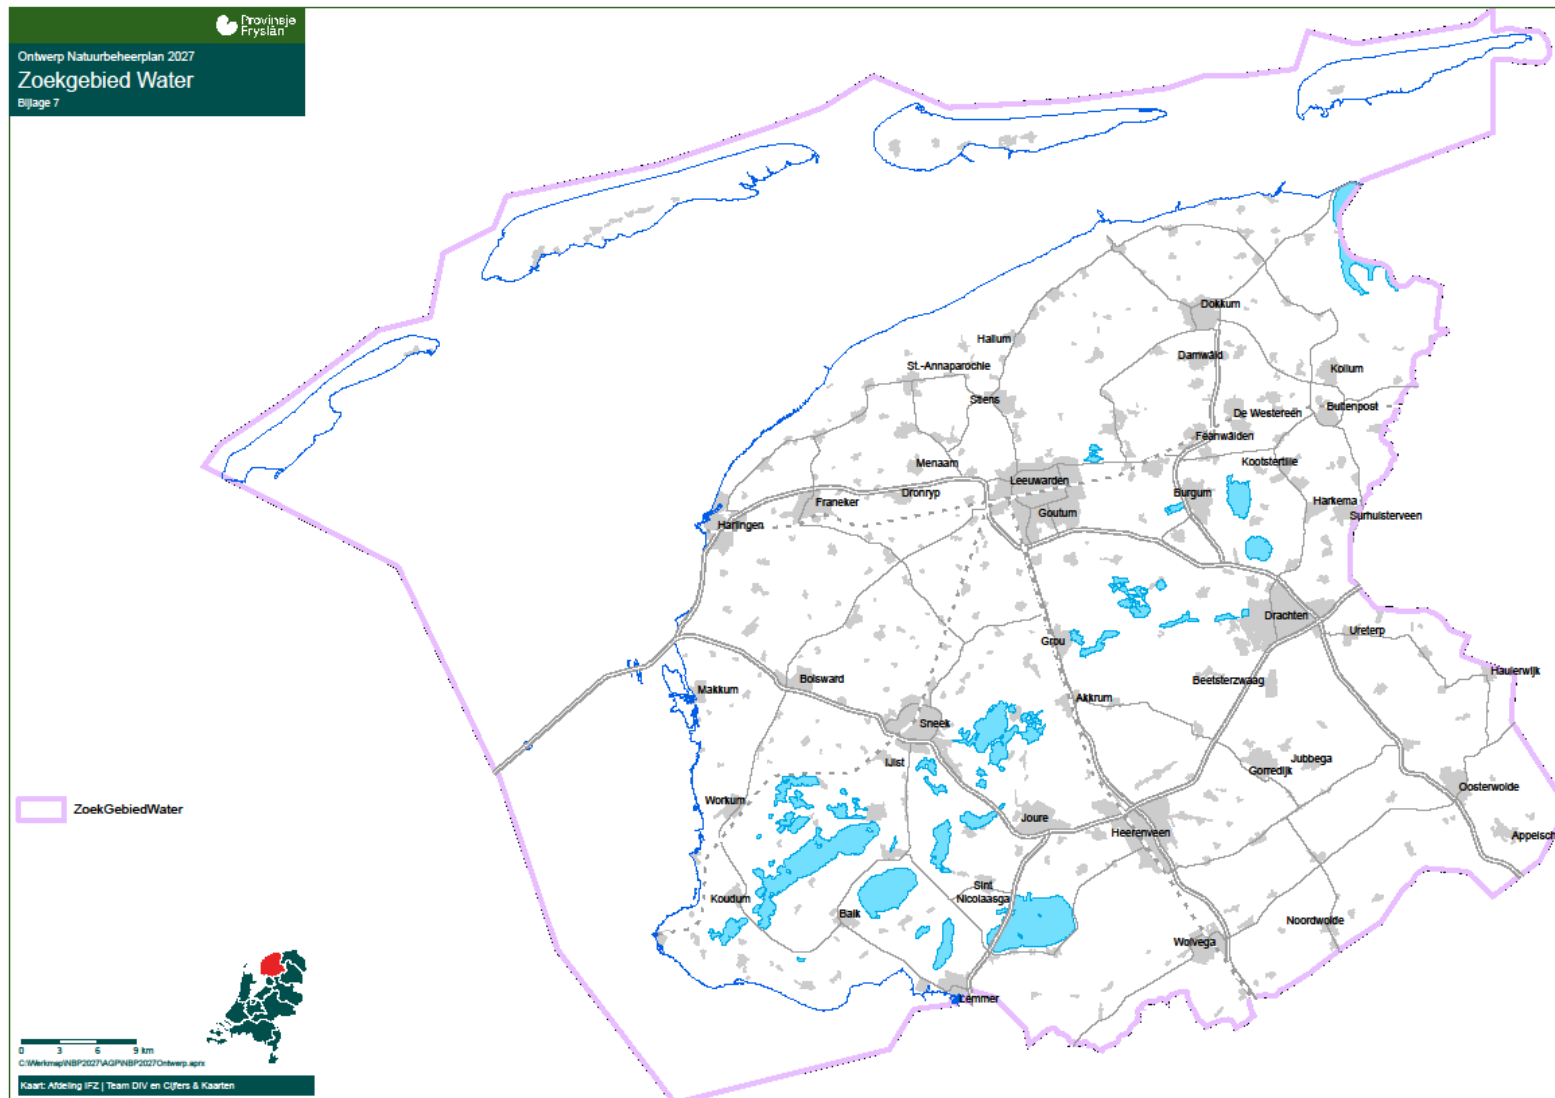 Provinsje
Fryslân
Ontwerp Natuurbeheerplan 2027
Zoekgebied Water
Bijlage 7
Dokkum
Hallum
Damwâld
St.-Annaparochie
Kollum
Stiens
De Westereen
Buitenpost
Feanwâlden
Menaam
Kootstertille
Leeuwarden
Dronryp
Burgum
Franeker
Harkema
Goutum
Surhuisterveen
Harlingen
Drachten
Ureterp
Grou
Haulerwijk
Bolsward
Beetsterzwaag
Makkum
Akkrum
Sneek
IJlst
Jubbega
Gorredijk
Oosterwolde
Workum
ZoekGebiedWater
Joure
Heerenveen
Appelsch
Sint
Nicolaasga
Koudum
Balk
Noordwolde
Wolvega
Lemmer
0 3 6 9 km
C:\Werkmap\NBP2027\AGP\NBP2027Ontwerp.aprx
Kaart: Afdeling IFZ | Team DIV en Cijfers & Kaarten